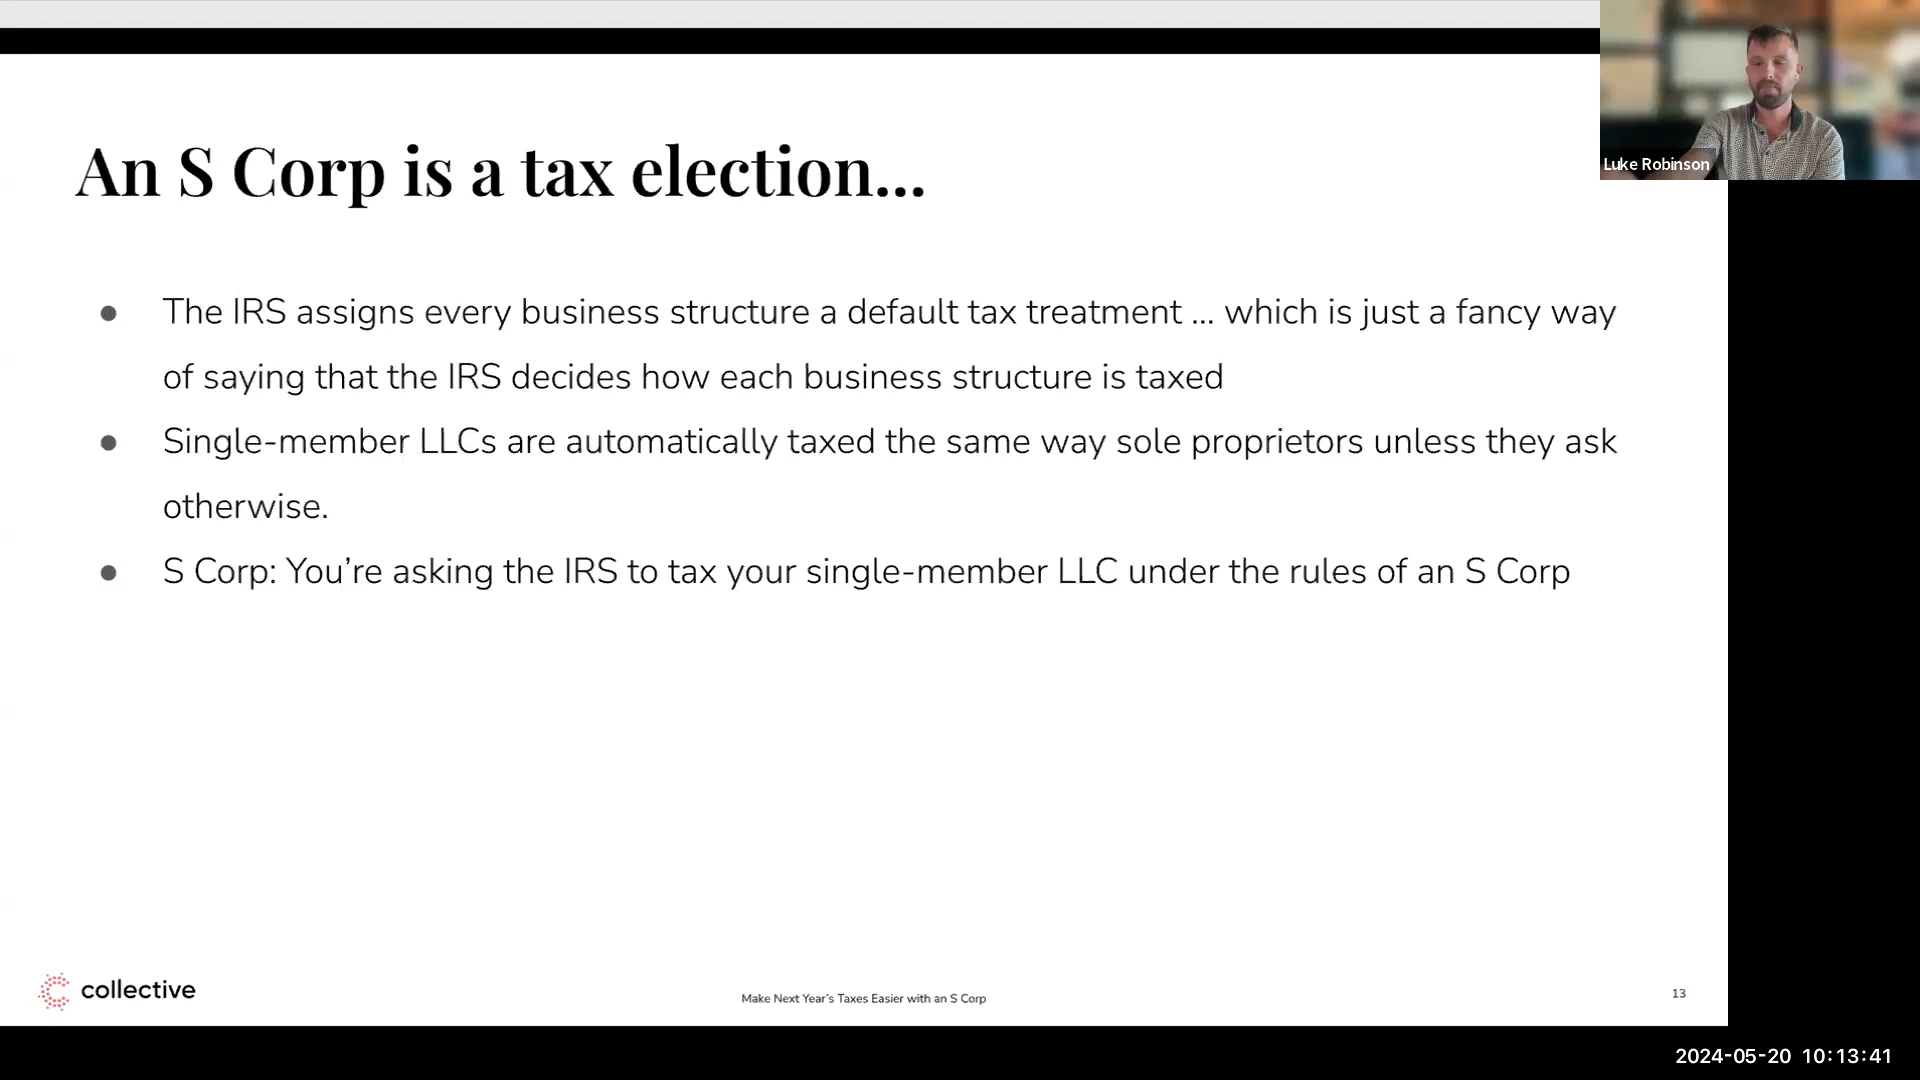 Luke Robinson
An S Corp is a tax election...
● The IRS assigns every business structure a default tax treatment ... which is just a fancy way
of saying that the IRS decides how each business structure is taxed
● Single-member LLCs are automatically taxed the same way sole proprietors unless they ask
otherwise.
● S Corp: You’re asking the IRS to tax your single-member LLC under the rules of an S Corp
collective
Make Next Year’s Taxes Easier with an S Corp
13
2024-05-20 10:13:41